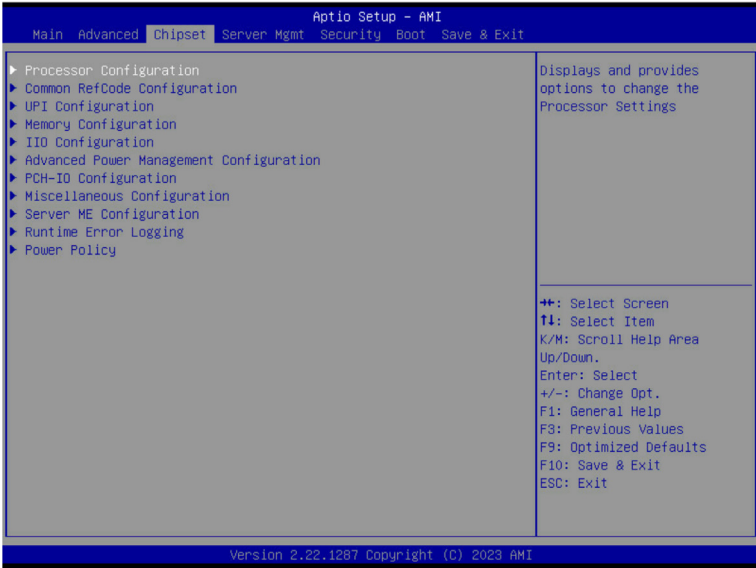 Aptio Setup – AMI
Main Advanced Chipset Server Mgmt Security Boot Save & Exit
▶ Processor Configuration
▶ Common RefCode Configuration
▶ UPI Configuration
▶ Memory Configuration
▶ IIO Configuration
▶ Advanced Power Management Configuration
▶ PCH-IO Configuration
▶ Miscellaneous Configuration
▶ Server ME Configuration
▶ Runtime Error Logging
▶ Power Policy
Displays and provides
options to change the
Processor Settings
→←: Select Screen
↑↓: Select Item
K/M: Scroll Help Area
Up/Down.
Enter: Select
+/-: Change Opt.
F1: General Help
F3: Previous Values
F9: Optimized Defaults
F10: Save & Exit
ESC: Exit
Version 2.22.1287 Copyright (C) 2023 AMI